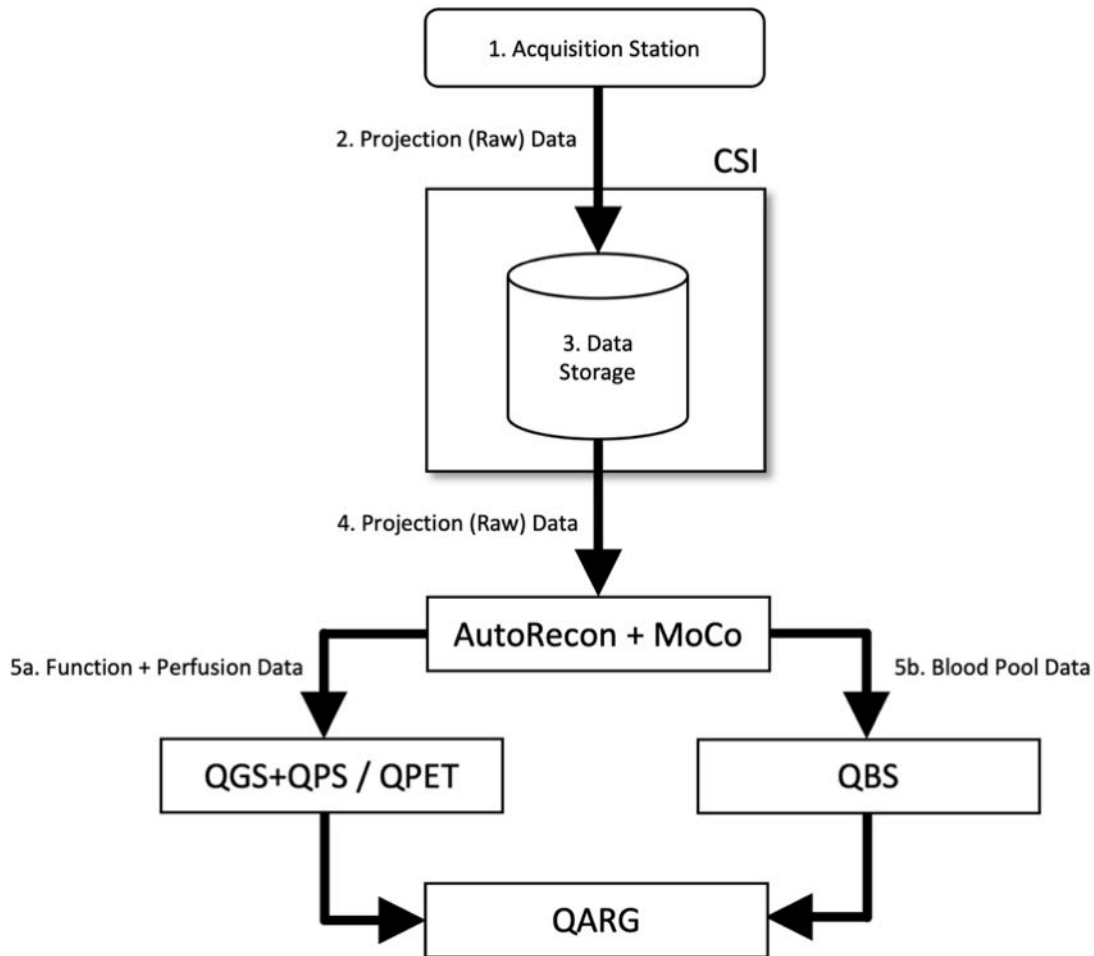 1. Acquisition Station
2. Projection (Raw) Data
CSI
3. Data
Storage
4. Projection (Raw) Data
AutoRecon + MoCo
5a. Function + Perfusion Data
5b. Blood Pool Data
QGS+QPS / QPET
QBS
QARG